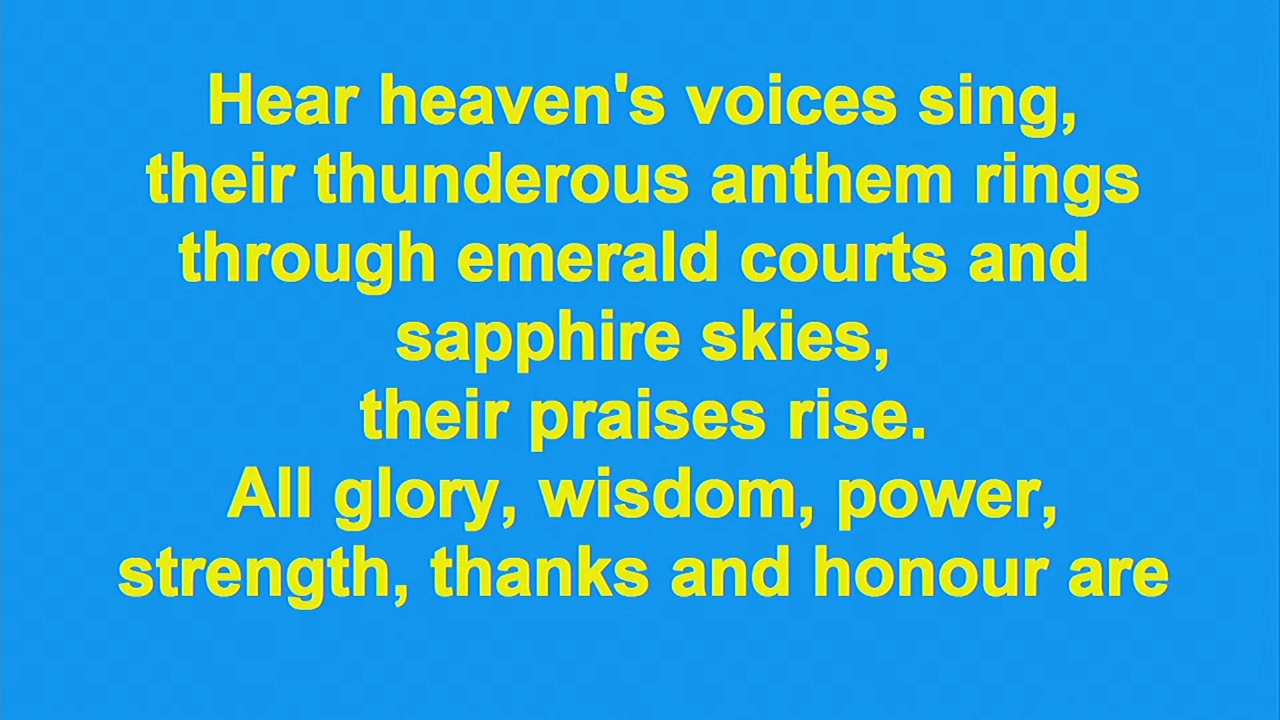 Hear heaven's voices sing,
their thunderous anthem rings
through emerald courts and
sapphire skies,
their praises rise.
All glory, wisdom, power,
strength, thanks and honour are